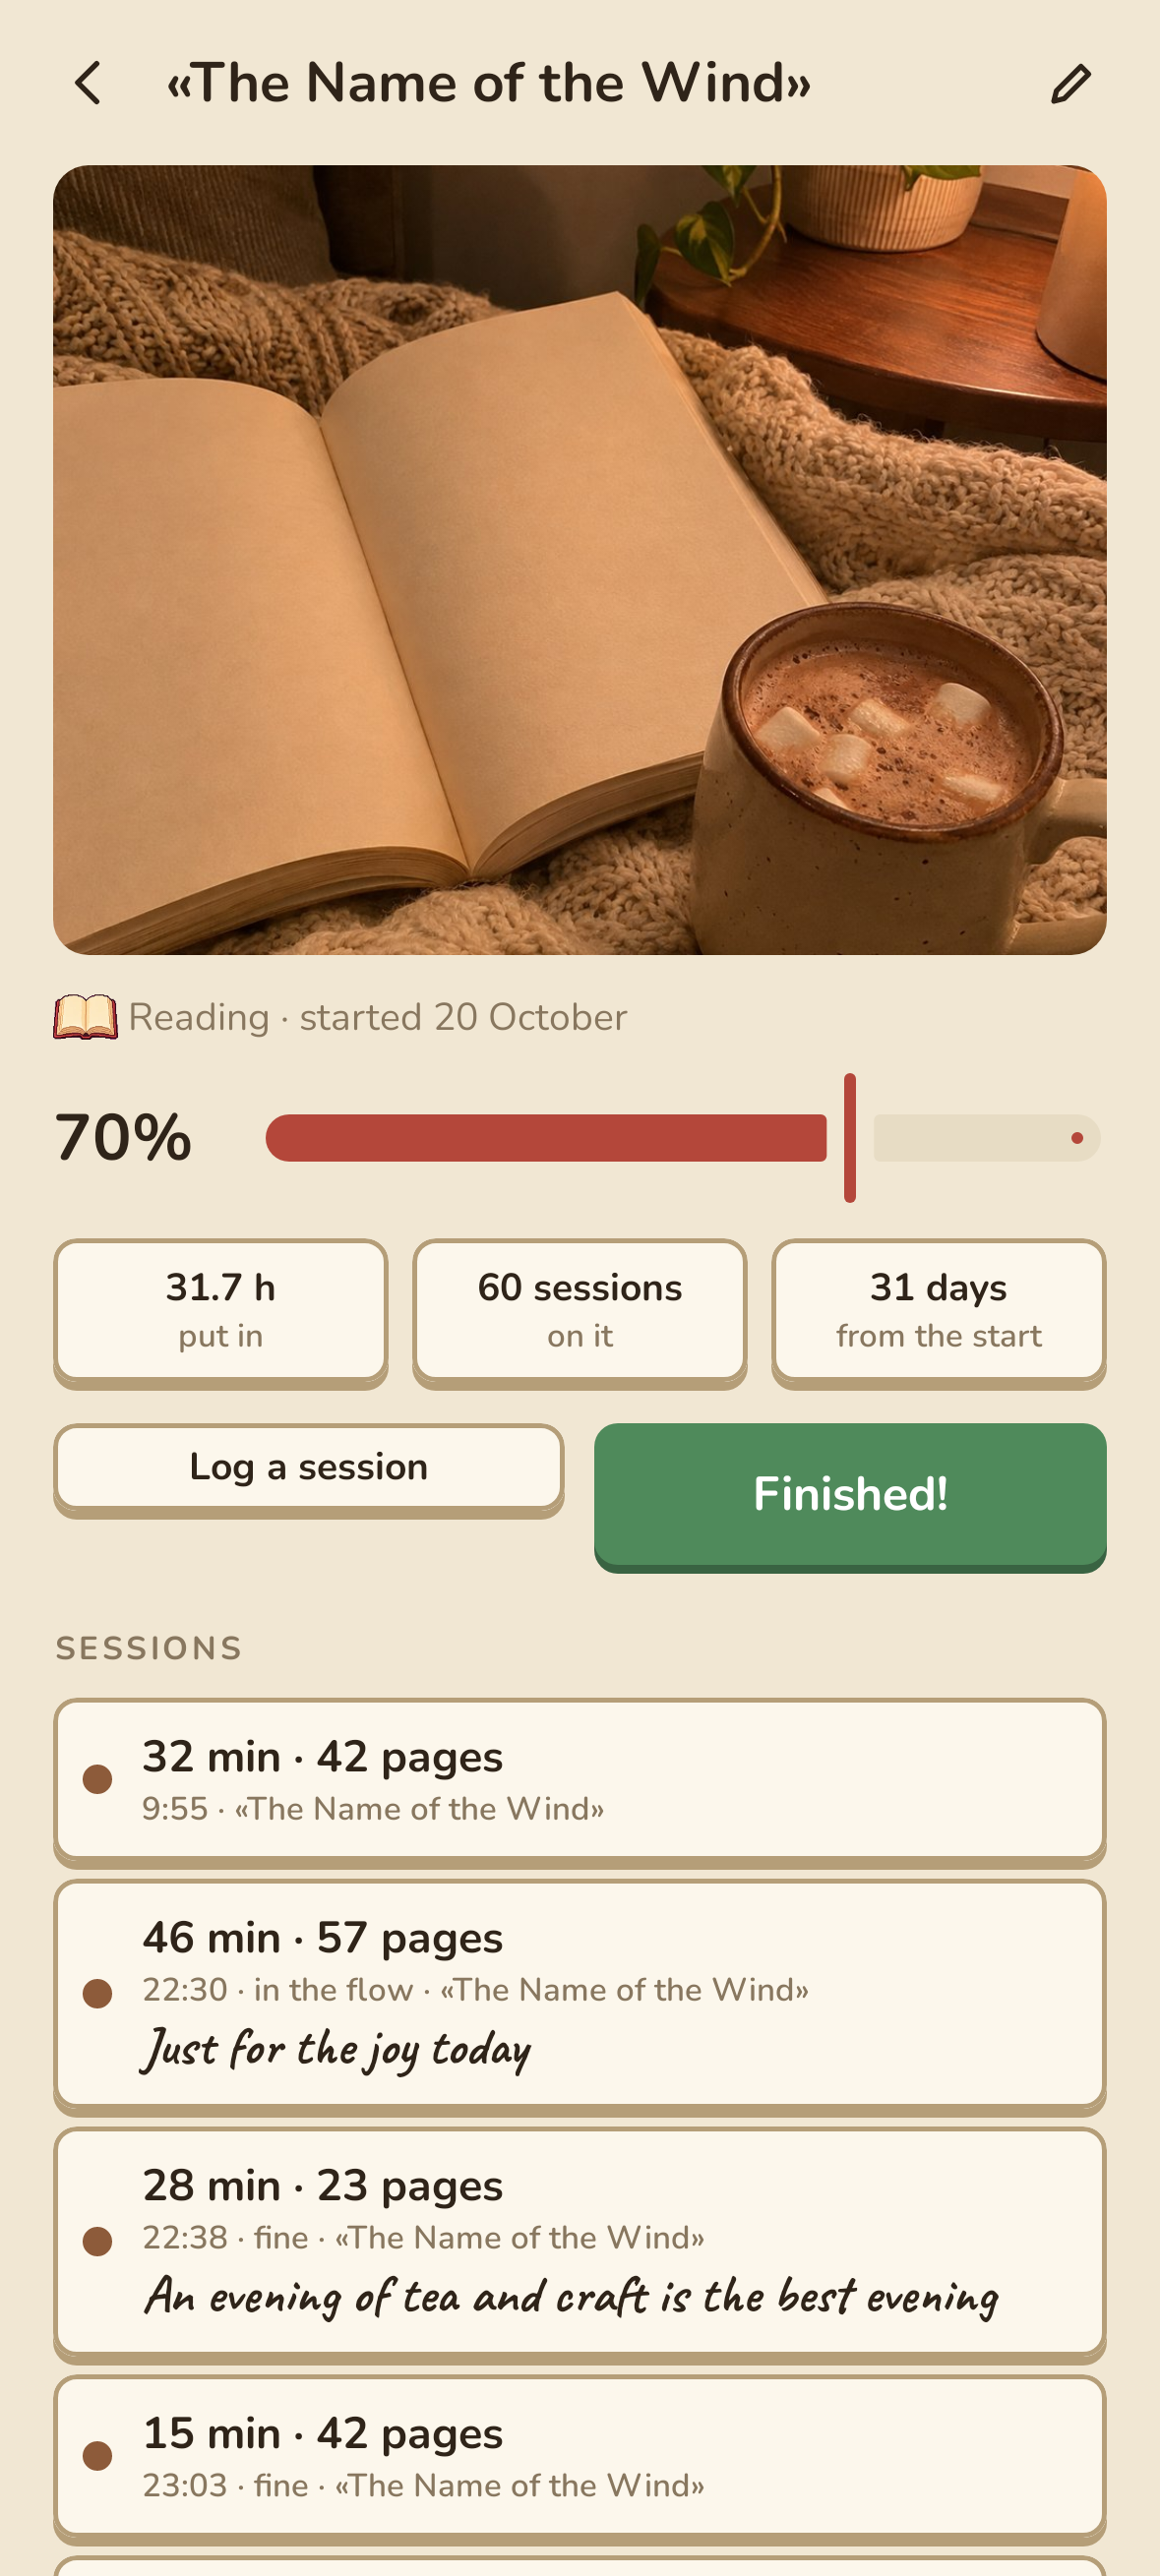 «The Name of the Wind»
Reading · started 20 October
70%
31.7 h
put in
60 sessions
on it
31 days
from the start
Log a session
Finished!
SESSIONS
32 min · 42 pages
9:55 · «The Name of the Wind»
46 min · 57 pages
22:30 · in the flow · «The Name of the Wind»
Just for the joy today
28 min · 23 pages
22:38 · fine · «The Name of the Wind»
An evening of tea and craft is the best evening
15 min · 42 pages
23:03 · fine · «The Name of the Wind»